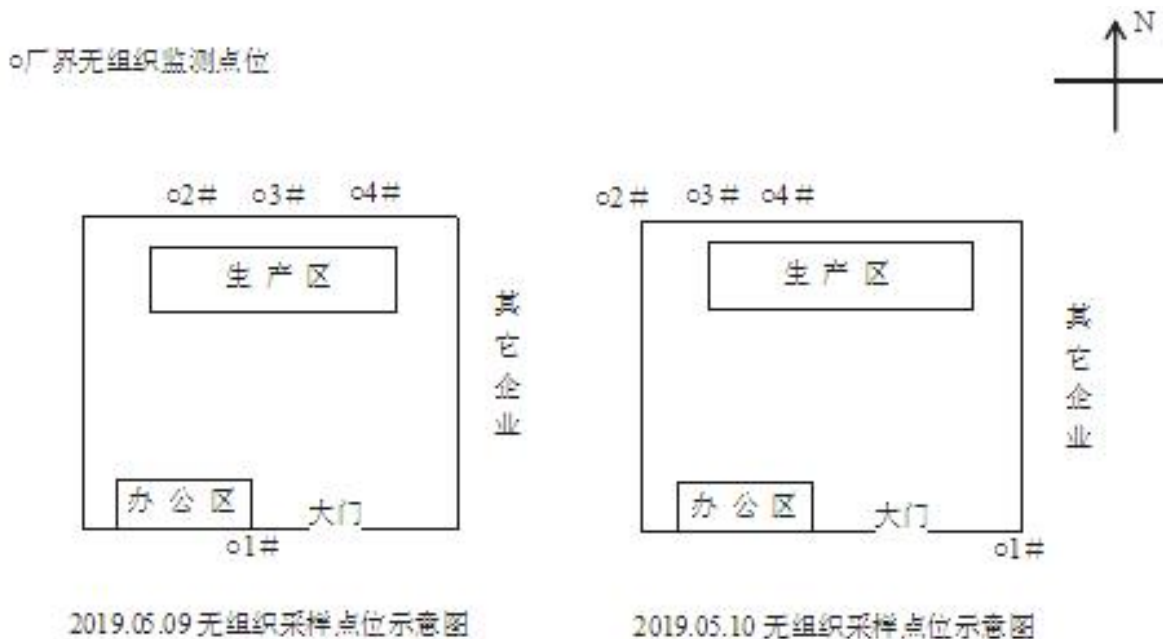 N
○厂界无组织监测点位
○2# ○3# ○4#
生 产 区
其它企业
办 公 区
大门
○1#
2019.05.09 无组织采样点位示意图
○2# ○3# ○4#
生 产 区
其它企业
办 公 区
大门
○1#
2019.05.10 无组织采样点位示意图